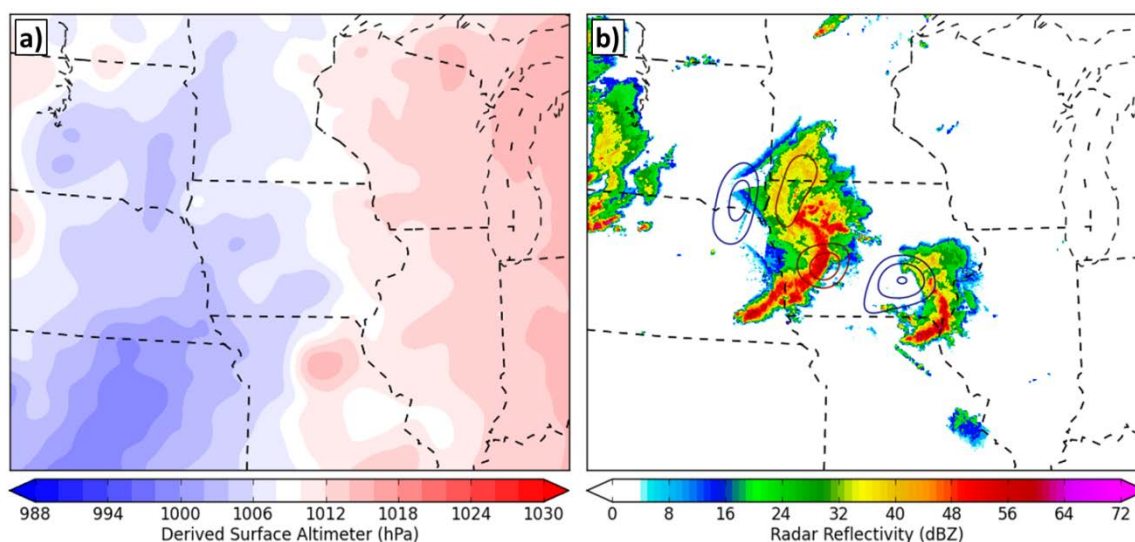 a)
b)
988 994 1000 1006 1012 1018 1024 1030
Derived Surface Altimeter (hPa)
0 8 16 24 32 40 48 56 64 72
Radar Reflectivity (dBZ)